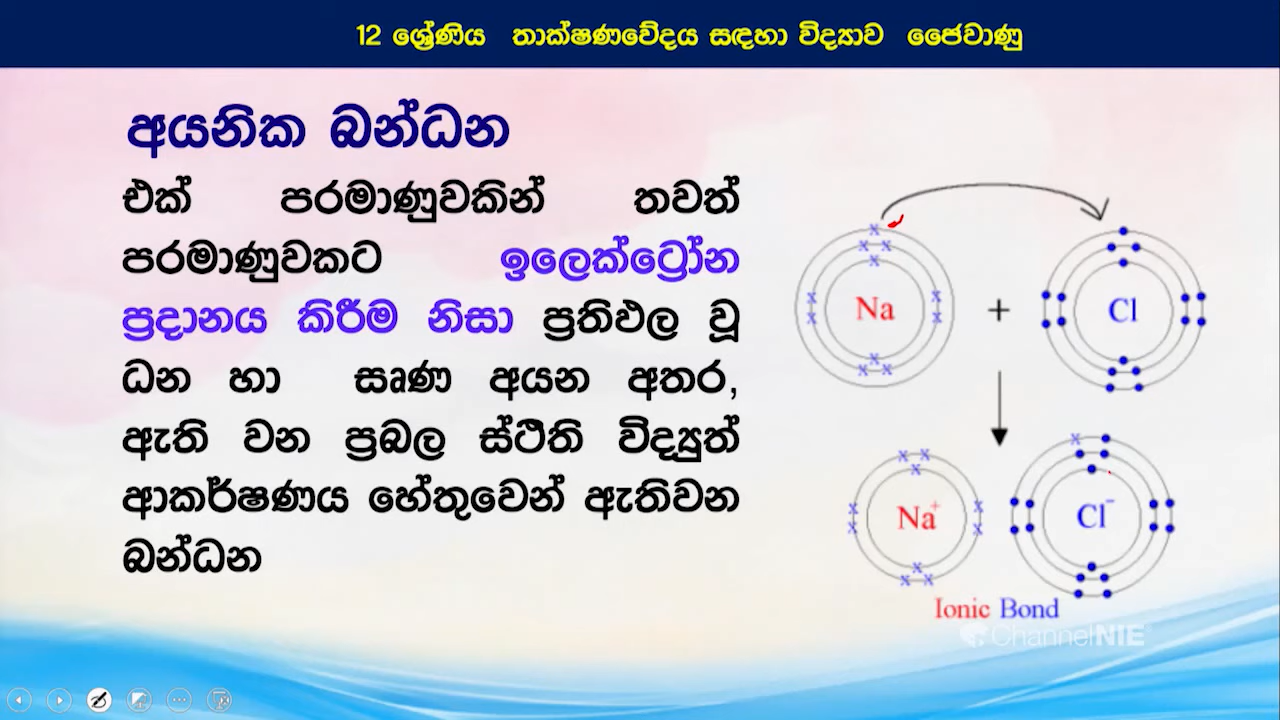 12 ශ්‍රේණිය තාක්ෂණවේදය සඳහා විද්‍යාව ජෛවාණු
අයනික බන්ධන
එක් පරමාණුවකින් තවත්
පරමාණුවකට ඉලෙක්ට්‍රෝන
ප්‍රදානය කිරීම නිසා ප්‍රතිඵල වූ
ධන හා සෘණ අයන අතර,
ඇති වන ප්‍රබල ස්ථිති විද්‍යුත්
ආකර්ෂණය හේතුවෙන් ඇතිවන
බන්ධන
Na + Cl
Na⁺ Cl⁻
Ionic Bond
ChannelNIE